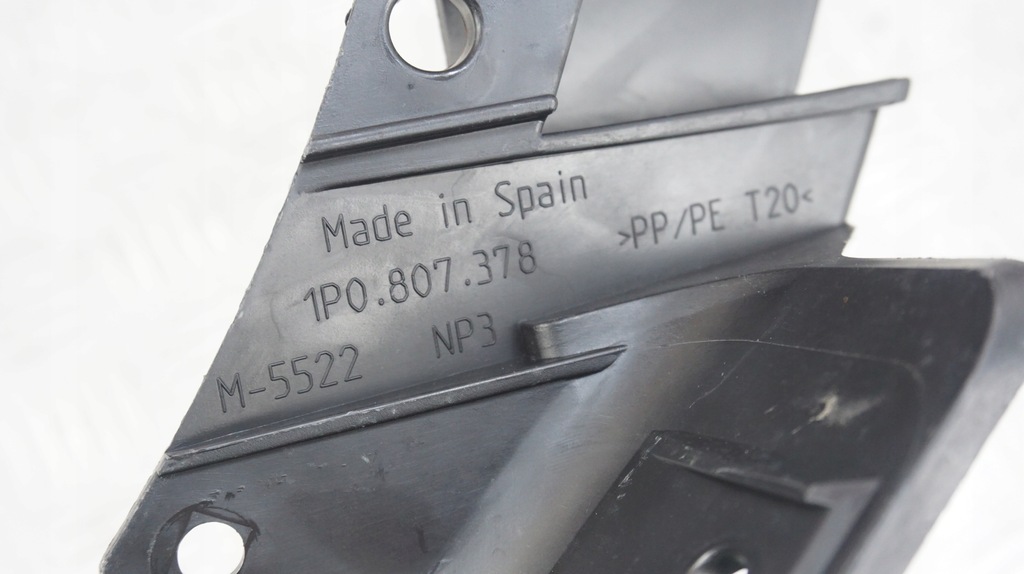 Made in Spain
>PP/PE T20<
1P0.807.378
NP3
M-5522